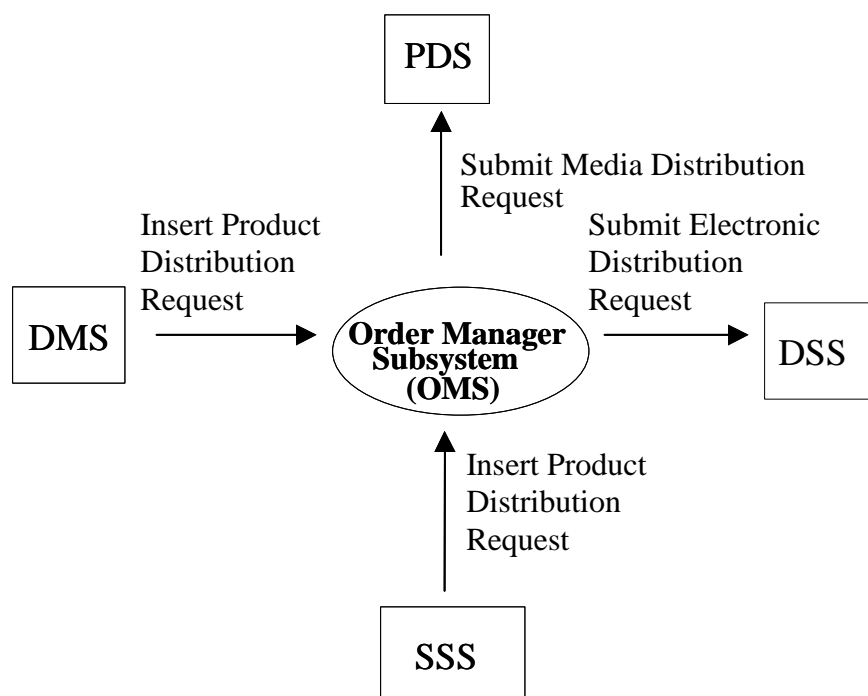 PDS
Submit Media Distribution
Request
Insert Product
Distribution
Request
Submit Electronic
Distribution
Request
DMS
Order Manager
Subsystem
(OMS)
DSS
Insert Product
Distribution
Request
SSS